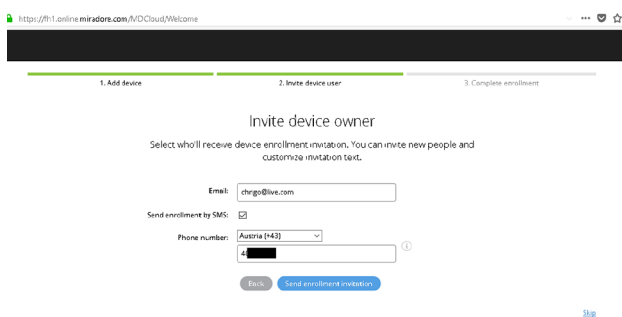 https://fh1.online.miradore.com/MDCloud/Welcome
1. Add device
2. Invite device user
3. Complete enrollment
Invite device owner
Select who'll receive device enrollment invitation. You can invite new people and
customize invitation text.
Email:
chrigo@live.com
Send enrollment by SMS:
Phone number:
Austria (+43)
Back
Send enrollment invitation
Skip